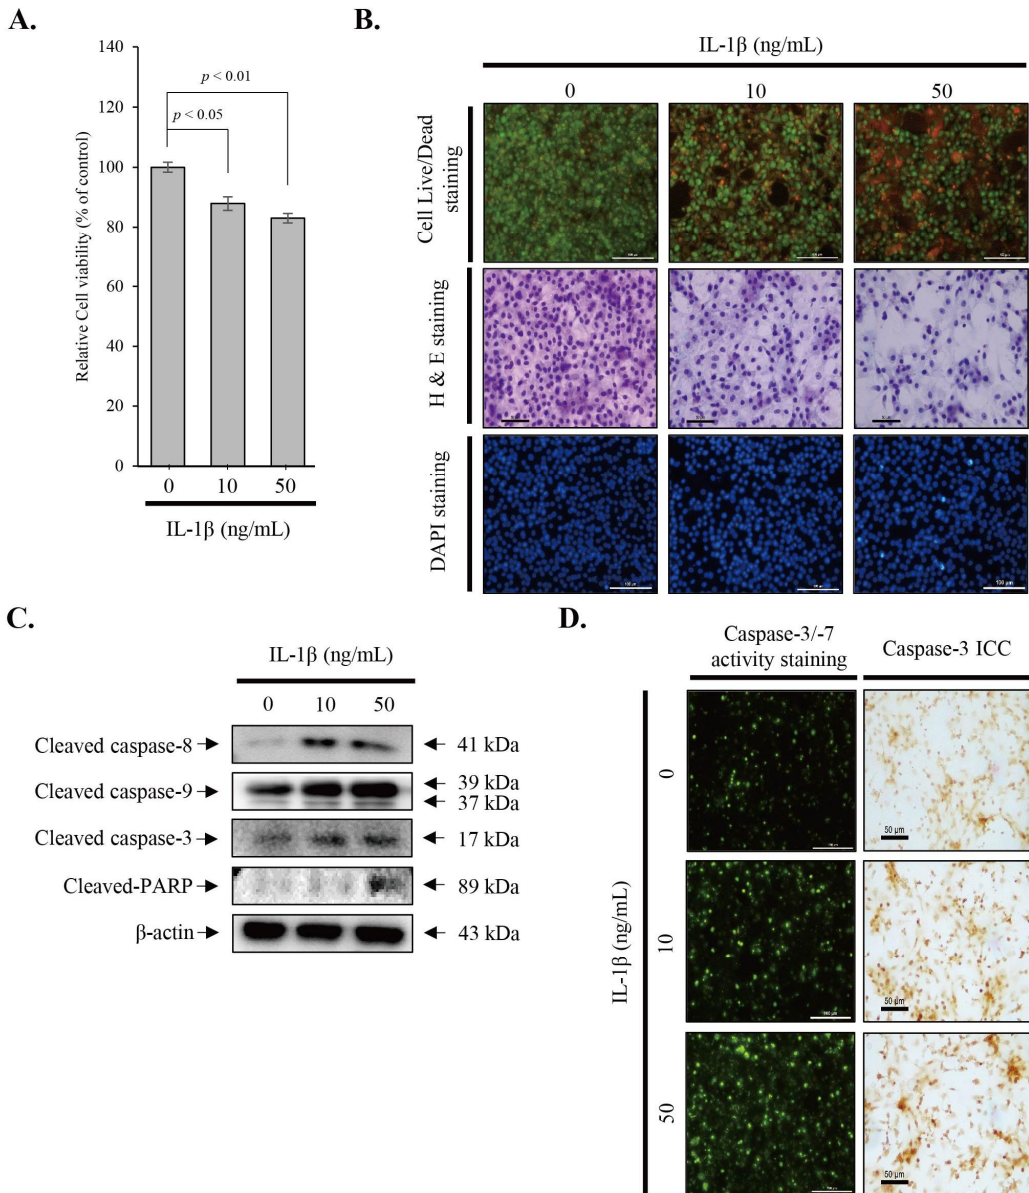 A.
140
120
100
80
60
40
20
0
Relative Cell viability (% of control)
p < 0.01
p < 0.05
0 10 50
IL-1β (ng/mL)
B.
IL-1β (ng/mL)
0 10 50
Cell Live/Dead
staining
H & E staining
DAPI staining
100 µm
C.
IL-1β (ng/mL)
0 10 50
Cleaved caspase-8 41 kDa
Cleaved caspase-9 39 kDa
37 kDa
Cleaved caspase-3 17 kDa
Cleaved-PARP 89 kDa
β-actin 43 kDa
D.
Caspase-3/-7
activity staining
Caspase-3 ICC
IL-1β (ng/mL)
0
50 µm
10
50 µm
50
50 µm